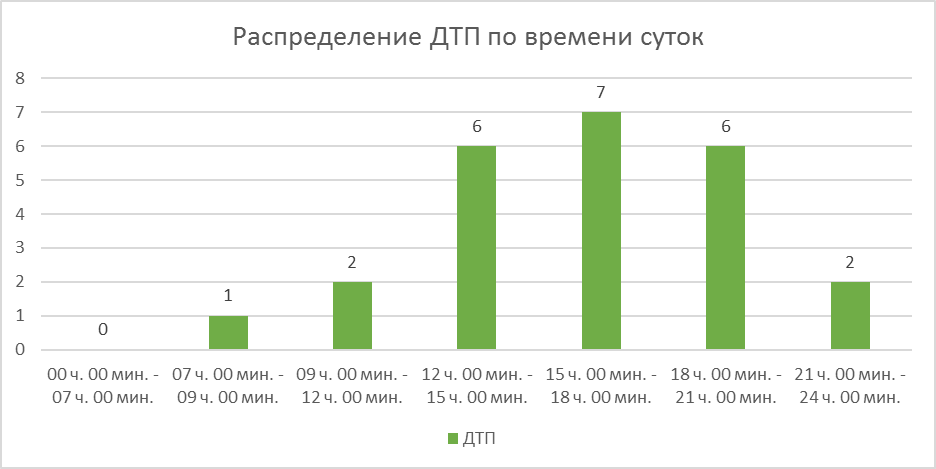 Распределение ДТП по времени суток
8
7
6
5
4
3
2
1
0
0
1
2
6
7
6
2
00 ч. 00 мин. -
07 ч. 00 мин.
07 ч. 00 мин. -
09 ч. 00 мин.
09 ч. 00 мин. -
12 ч. 00 мин.
12 ч. 00 мин. -
15 ч. 00 мин.
15 ч. 00 мин. -
18 ч. 00 мин.
18 ч. 00 мин. -
21 ч. 00 мин.
21 ч. 00 мин. -
24 ч. 00 мин.
ДТП